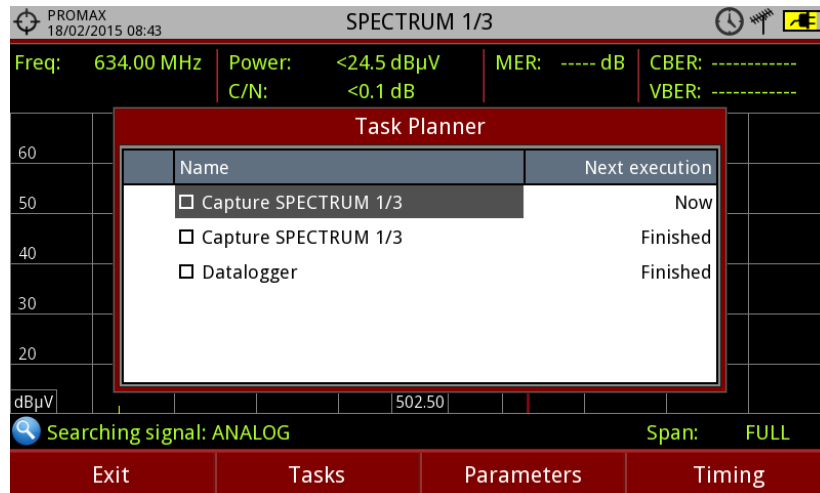 PROMAX
18/02/2015 08:43
SPECTRUM 1/3
Freq: 634.00 MHz Power: <24.5 dBµV MER: ----- dB CBER: ------------
C/N: <0.1 dB VBER: ------------
Task Planner
Name Next execution
Capture SPECTRUM 1/3 Now
Capture SPECTRUM 1/3 Finished
Datalogger Finished
60
50
40
30
20
dBµV 502.50
Searching signal: ANALOG Span: FULL
Exit Tasks Parameters Timing